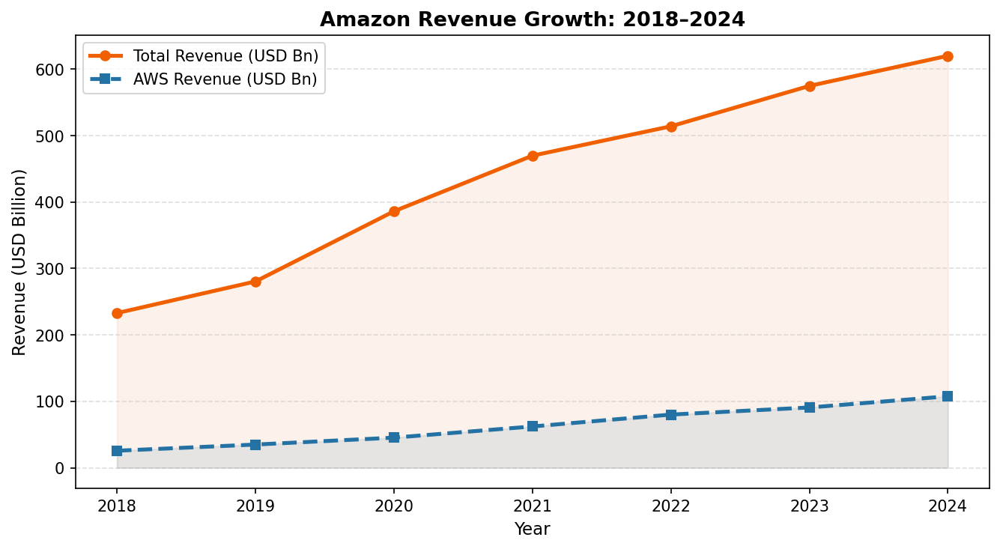 Amazon Revenue Growth: 2018–2024
Total Revenue (USD Bn)
AWS Revenue (USD Bn)
Revenue (USD Billion)
600
500
400
300
200
100
0
2018 2019 2020 2021 2022 2023 2024
Year